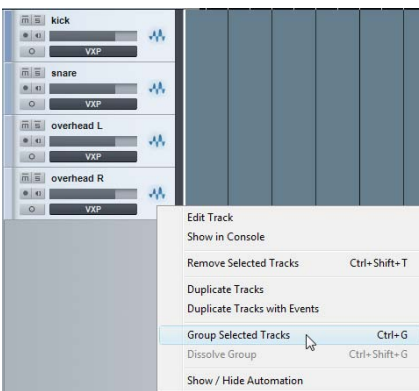 m s kick
VXP
m s snare
VXP
m s overhead L
VXP
m s overhead R
VXP
Edit Track
Show in Console
Remove Selected Tracks Ctrl+Shift+T
Duplicate Tracks
Duplicate Tracks with Events
Group Selected Tracks Ctrl+G
Dissolve Group Ctrl+Shift+G
Show / Hide Automation